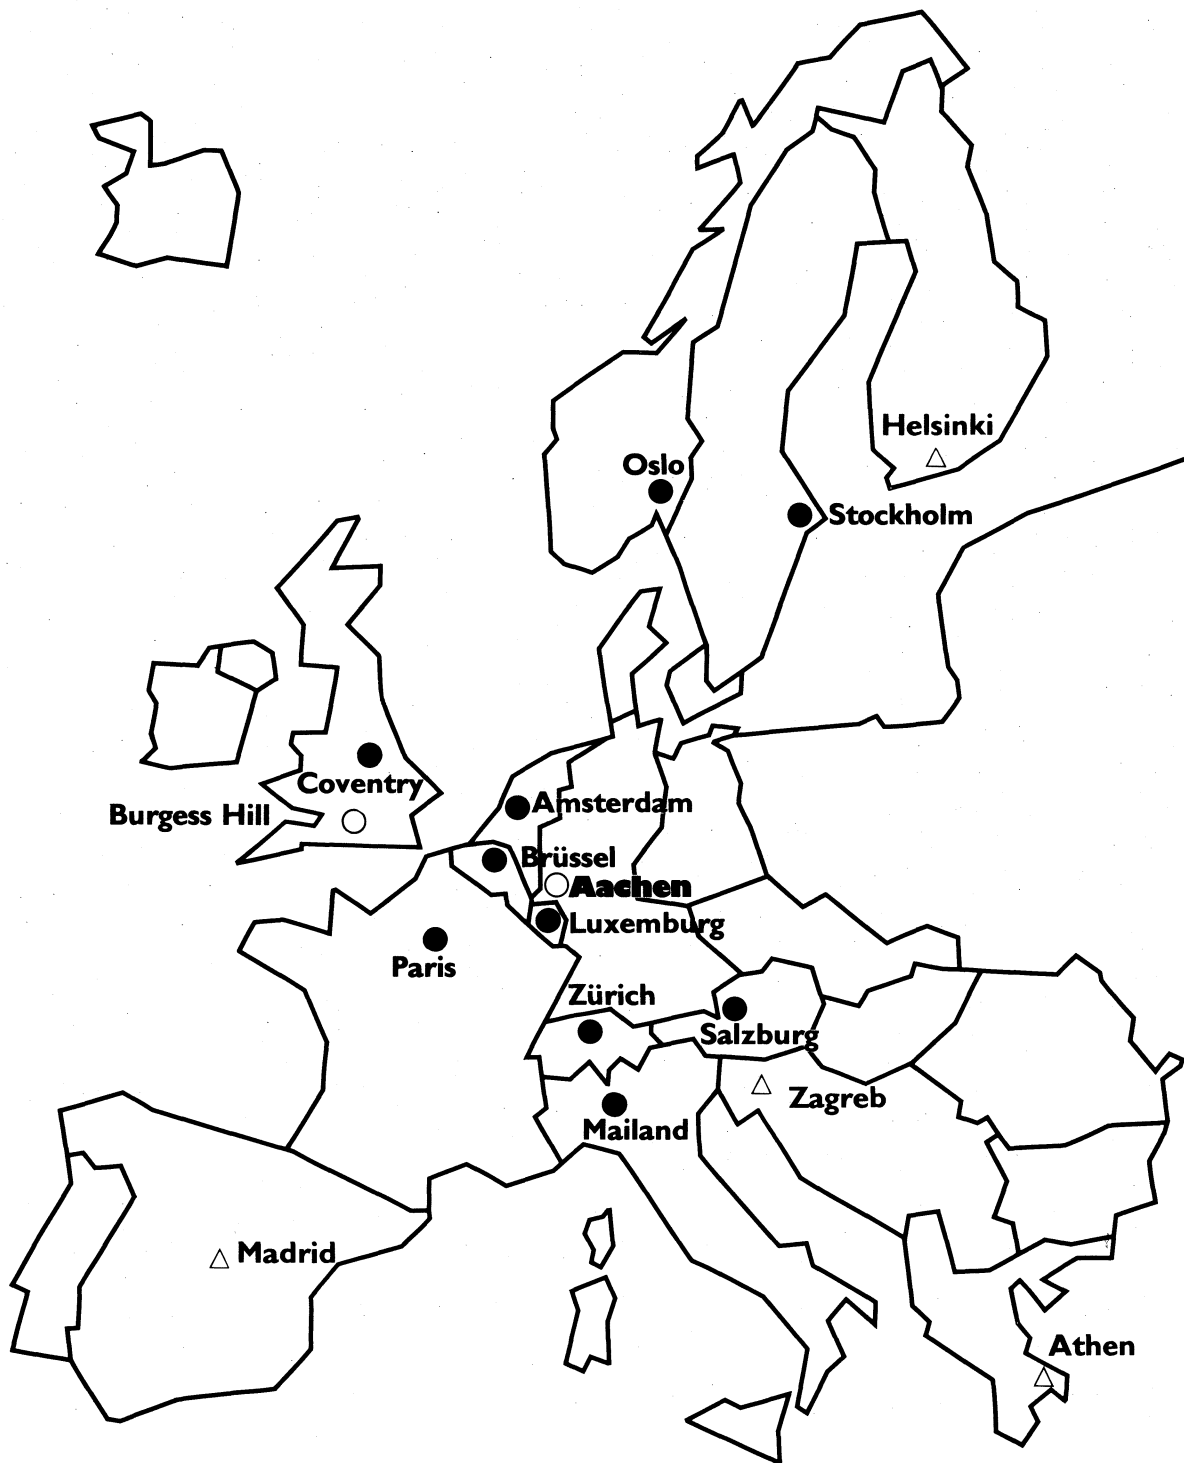 Helsinki
Oslo
Stockholm
Coventry
Amsterdam
Burgess Hill
Brüssel
Aachen
Luxemburg
Paris
Zürich
Salzburg
Zagreb
Mailand
Madrid
Athen